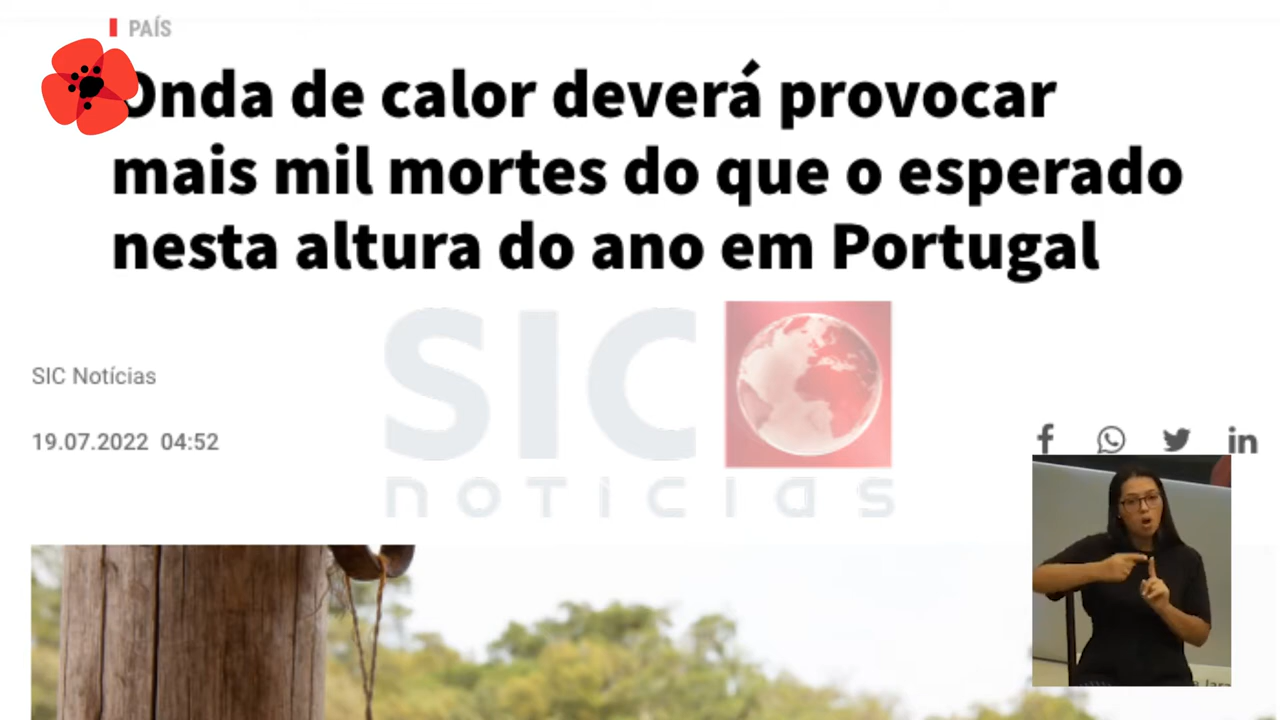 PAÍS
Onda de calor deverá provocar
mais mil mortes do que o esperado
nesta altura do ano em Portugal
SIC
notícias
SIC Notícias
19.07.2022 04:52